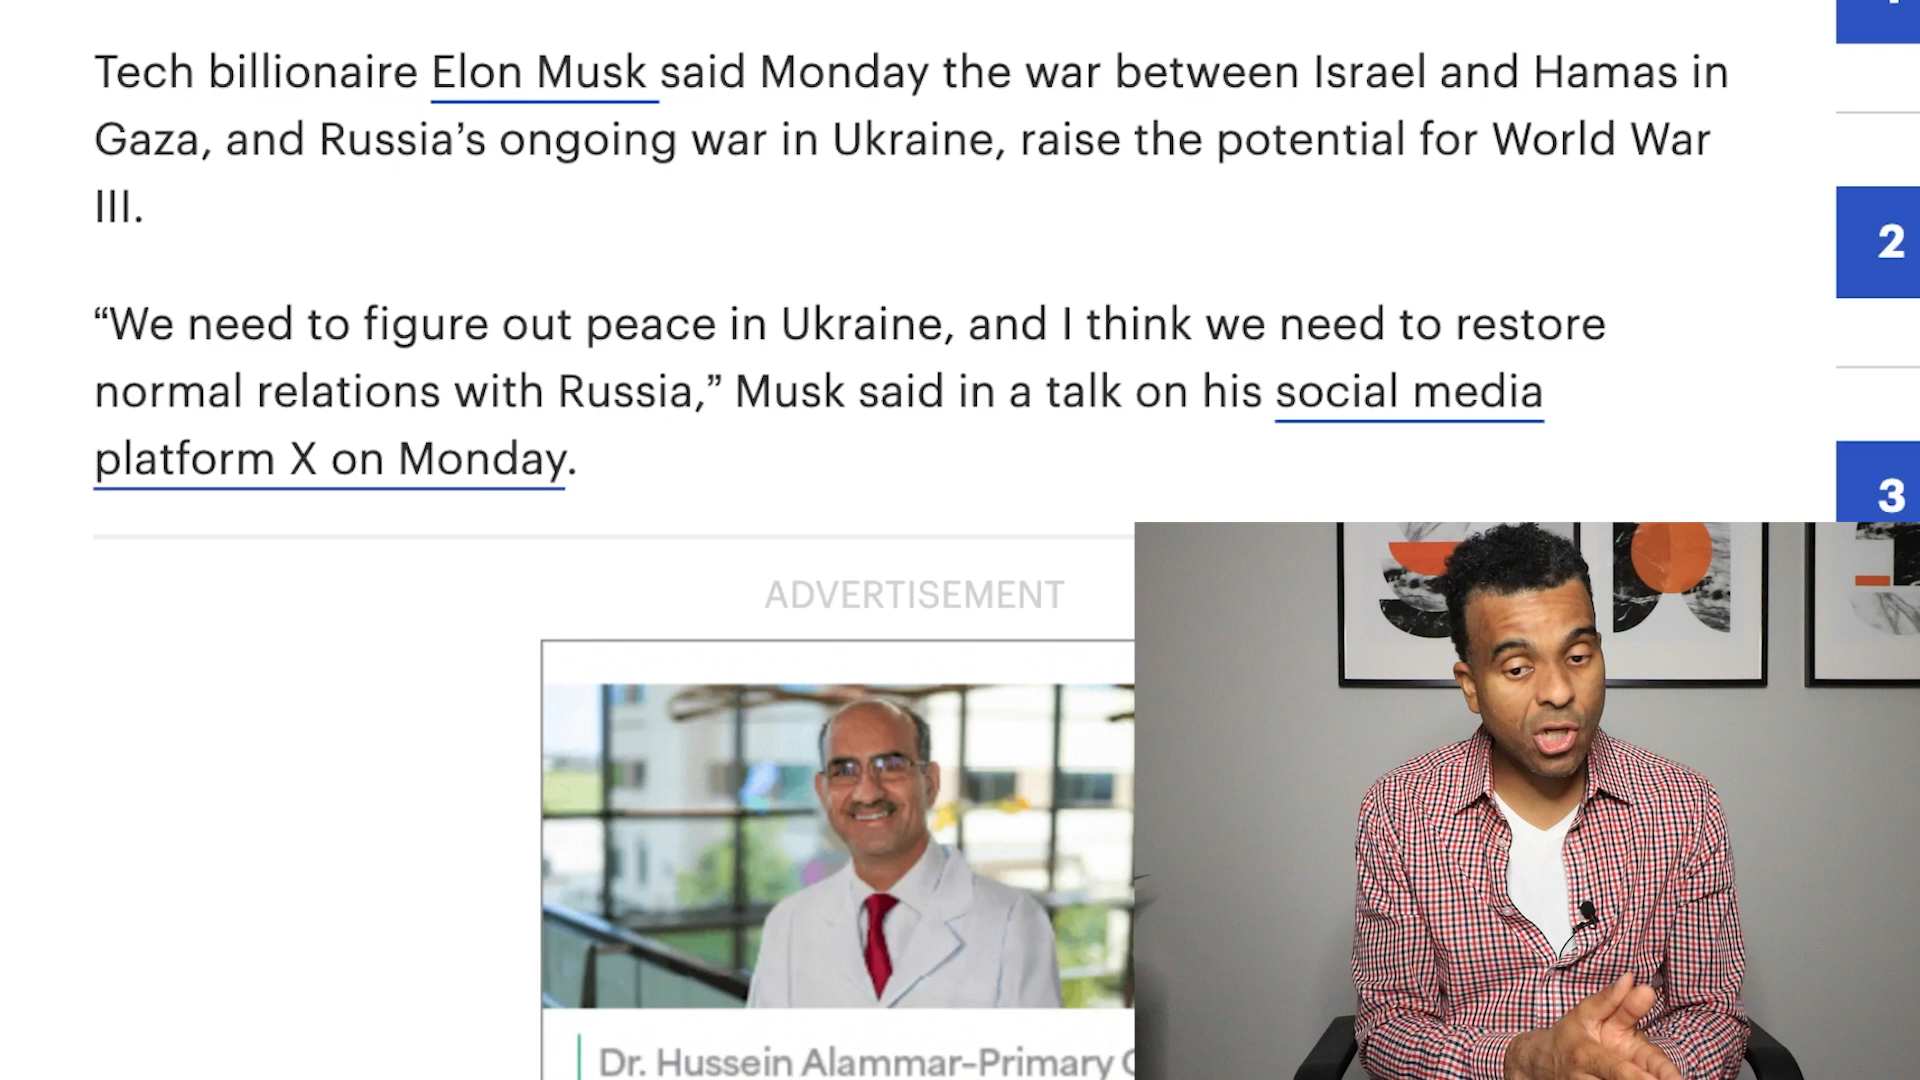 Tech billionaire Elon Musk said Monday the war between Israel and Hamas in
Gaza, and Russia’s ongoing war in Ukraine, raise the potential for World War
III.
“We need to figure out peace in Ukraine, and I think we need to restore
normal relations with Russia,” Musk said in a talk on his social media
platform X on Monday.
2
3
ADVERTISEMENT
Dr. Hussein Alammar-Primary